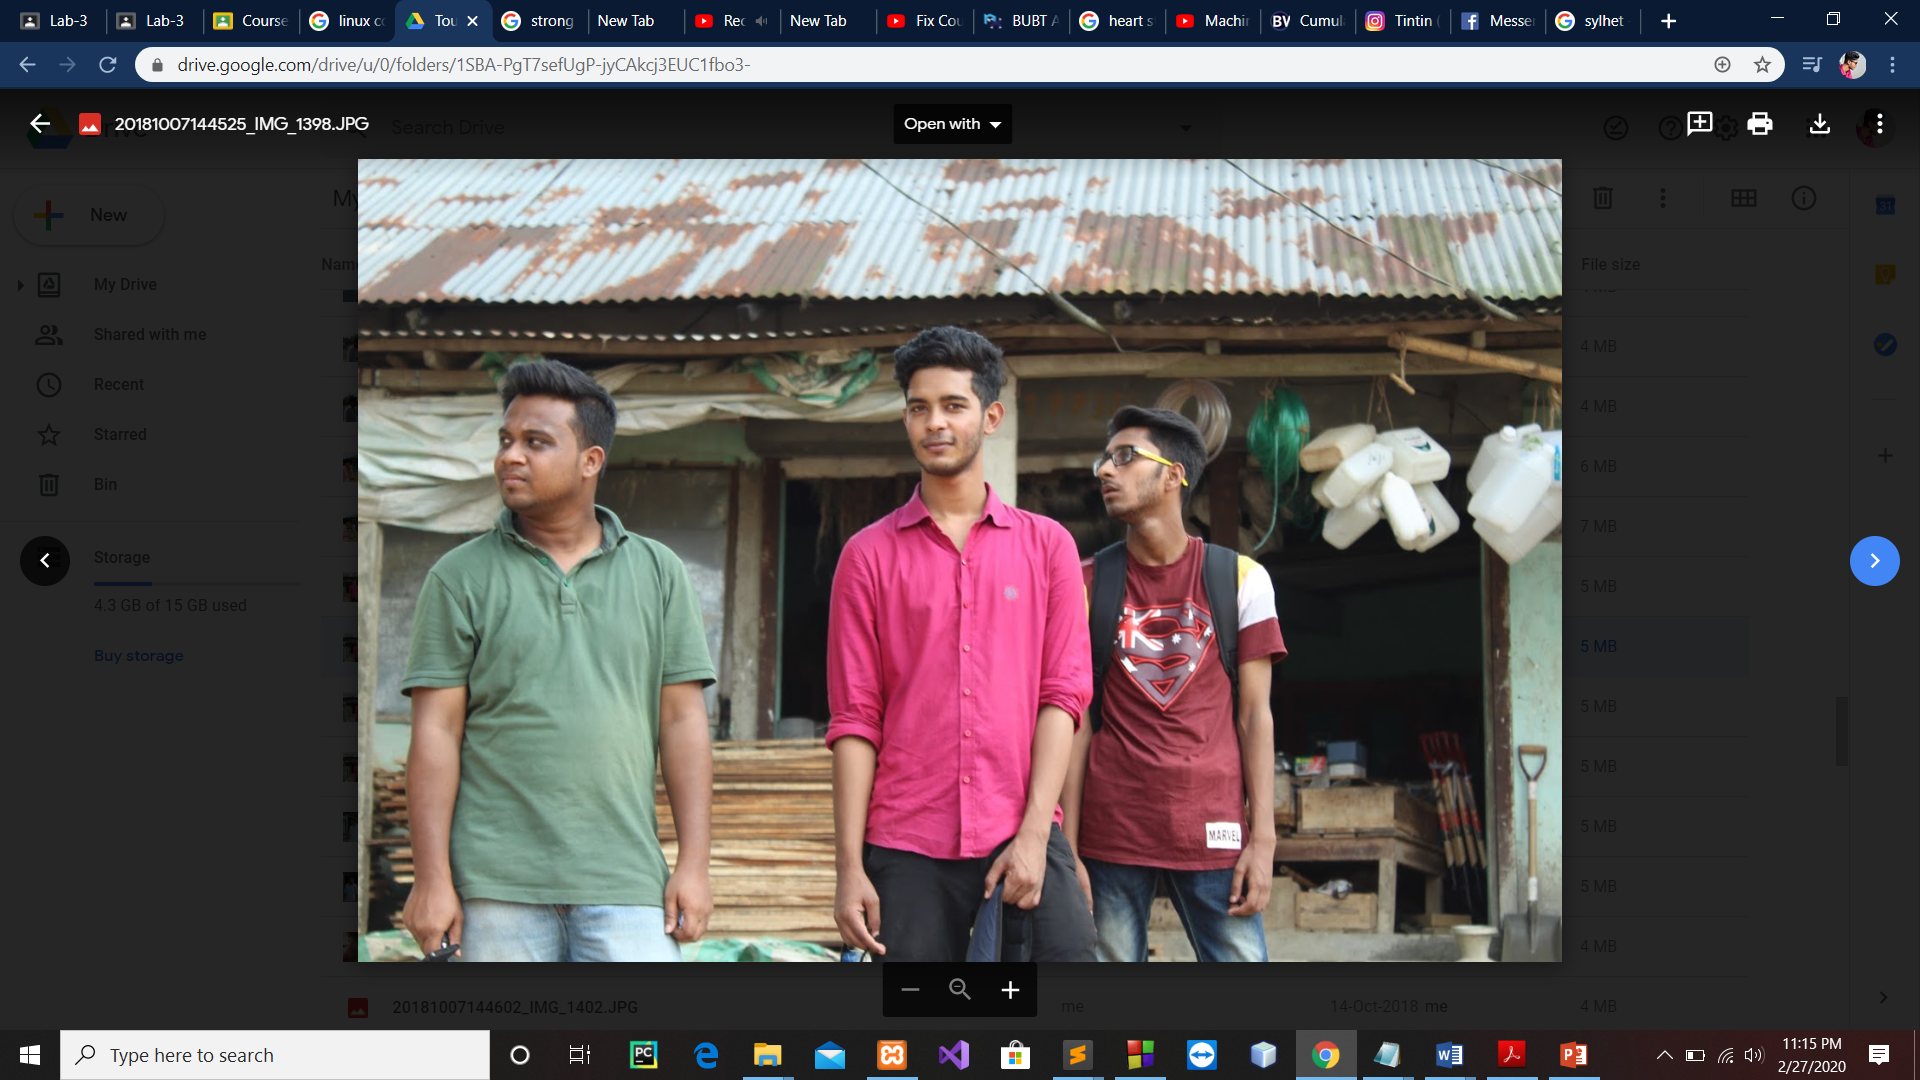 Lab-3
Lab-3
Course
linux co
Tou
strong
New Tab
Rec
New Tab
Fix Cou
BUBT A
heart s
Machin
Cumul
Tintin (
Messen
sylhet
drive.google.com/drive/u/0/folders/1SBA-PgT7sefUgP-jyCAkcj3EUC1fbo3-
20181007144525_IMG_1398.JPG
Search Drive
Open with
New
My
Name
File size
My Drive
Shared with me
Recent
Starred
Bin
Storage
4.3 GB of 15 GB used
Buy storage
4 MB
4 MB
6 MB
7 MB
5 MB
5 MB
5 MB
5 MB
5 MB
5 MB
4 MB
MARVEL
20181007144602_IMG_1402.JPG
me
14-Oct-2018 me
4 MB
Type here to search
11:15 PM
2/27/2020